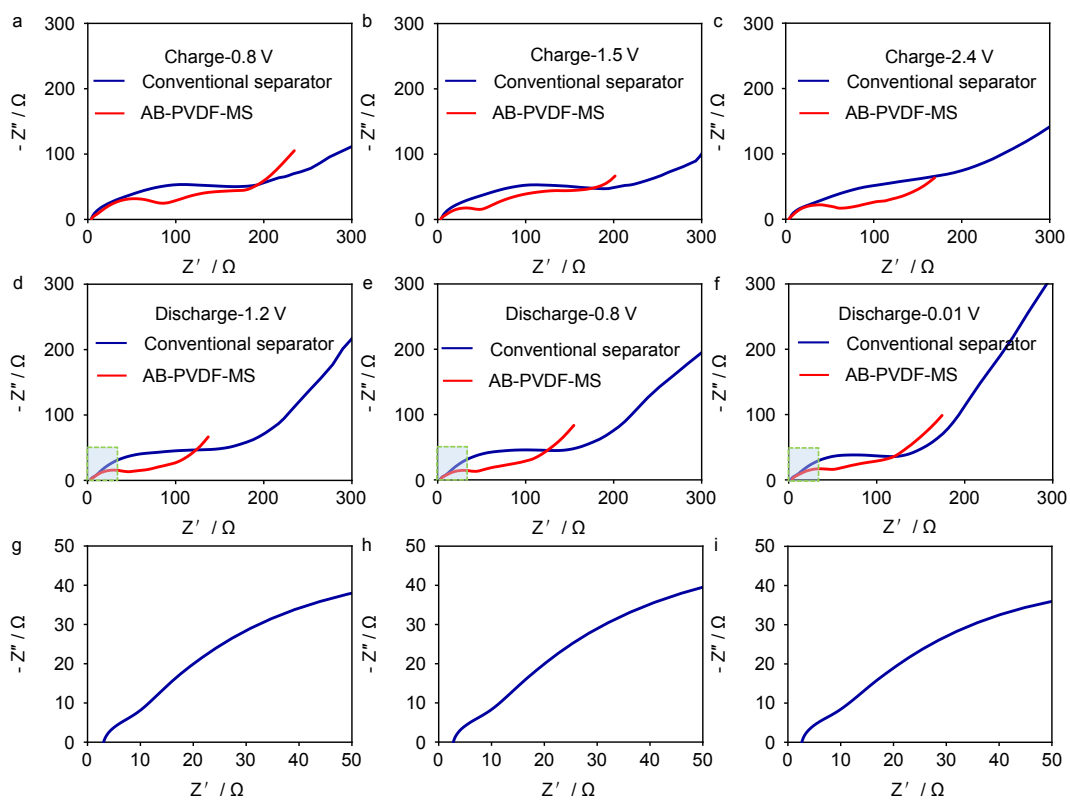 a
300
200
100
0
- Z″ / Ω
Charge-0.8 V
Conventional separator
AB-PVDF-MS
0 100 200 300
Z′ / Ω
b
300
200
100
0
- Z″ / Ω
Charge-1.5 V
Conventional separator
AB-PVDF-MS
0 100 200 300
Z′ / Ω
c
300
200
100
0
- Z″ / Ω
Charge-2.4 V
Conventional separator
AB-PVDF-MS
0 100 200 300
Z′ / Ω
d
300
200
100
0
- Z″ / Ω
Discharge-1.2 V
Conventional separator
AB-PVDF-MS
0 100 200 300
Z′ / Ω
e
300
200
100
0
- Z″ / Ω
Discharge-0.8 V
Conventional separator
AB-PVDF-MS
0 100 200 300
Z′ / Ω
f
300
200
100
0
- Z″ / Ω
Discharge-0.01 V
Conventional separator
AB-PVDF-MS
0 100 200 300
Z′ / Ω
g
50
40
30
20
10
0
- Z″ / Ω
0 10 20 30 40 50
Z′ / Ω
h
50
40
30
20
10
0
- Z″ / Ω
0 10 20 30 40 50
Z′ / Ω
i
50
40
30
20
10
0
- Z″ / Ω
0 10 20 30 40 50
Z′ / Ω